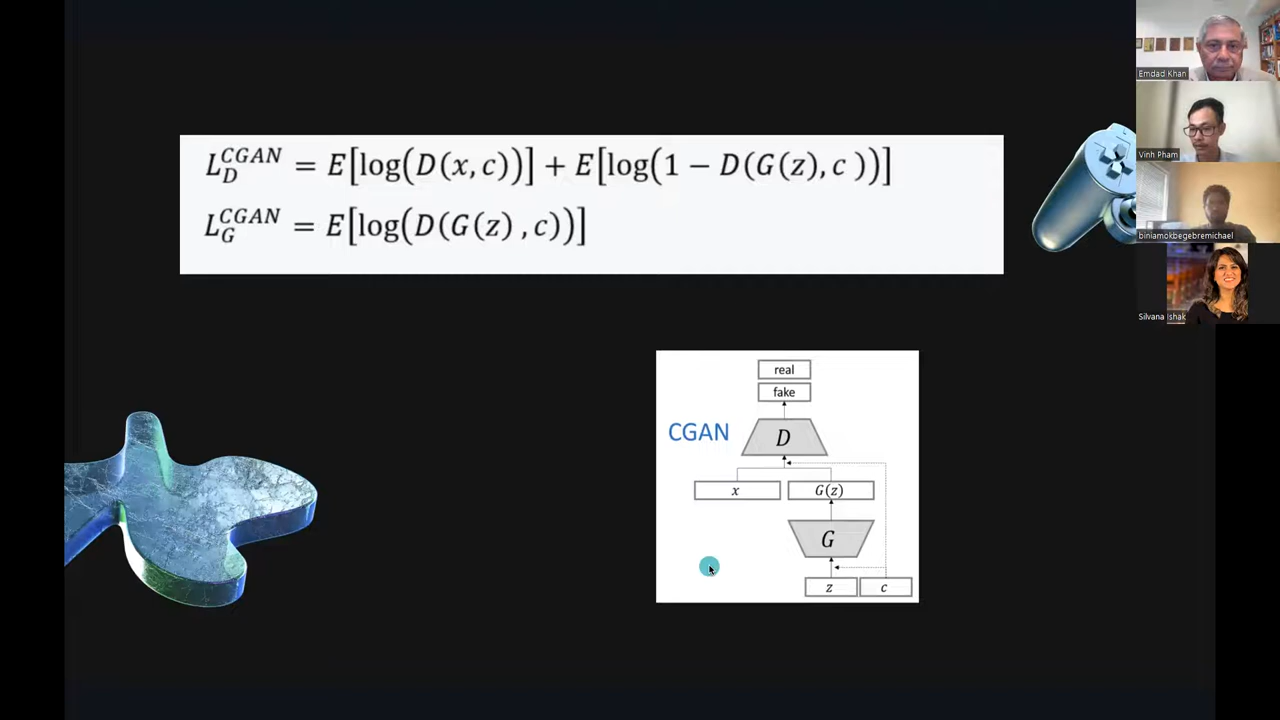 L_D^{CGAN} = E[log(D(x, c))] + E[log(1 − D(G(z), c ))]
L_G^{CGAN} = E[log(D(G(z) , c))]
real
fake
CGAN
D
x
G(z)
G
z
c
Emdad Khan
Vinh Pham
biniamokbegebremichael
Silvana Ishak